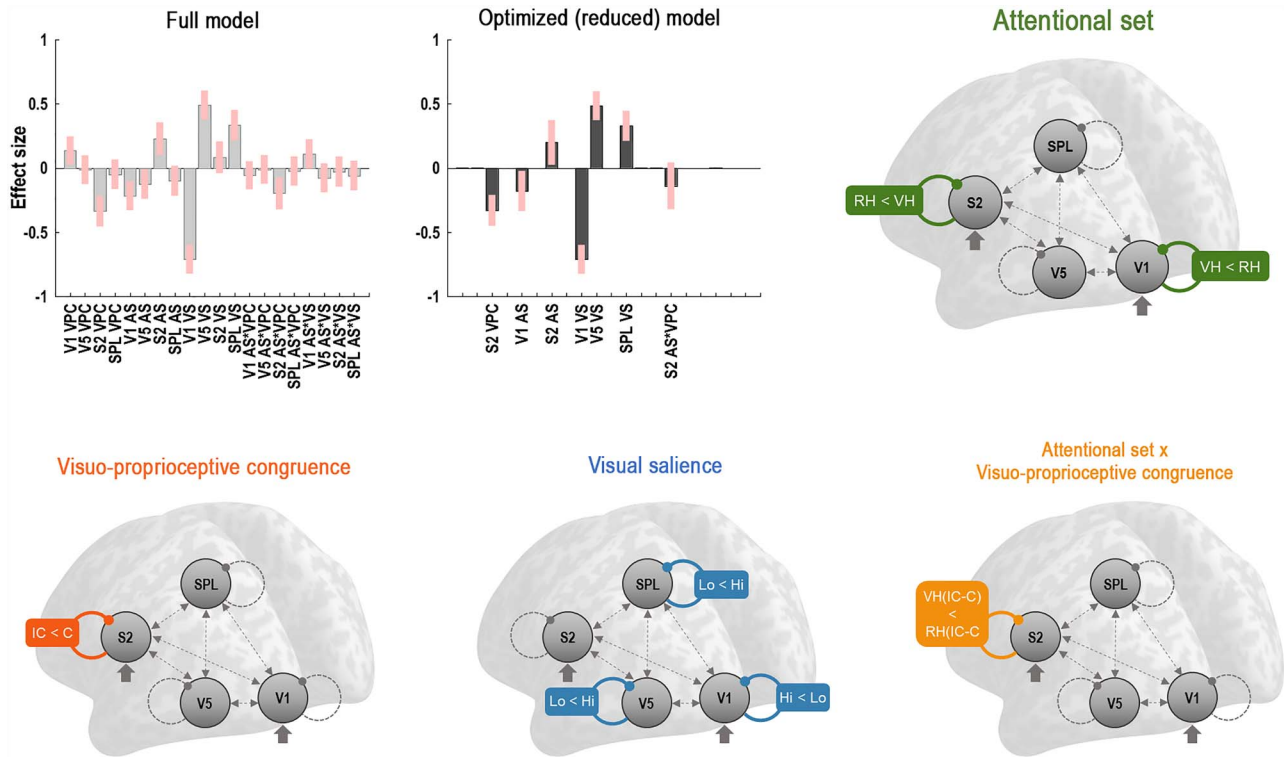 Full model
Optimized (reduced) model
Attentional set
Effect size
1
0.5
0
-0.5
-1
V1 VPC
V5 VPC
S2 VPC
SPL VPC
V1 AS
V5 AS
S2 AS
SPL AS
V1 VS
V5 VS
S2 VS
SPL VS
V1 AS*VPC
V5 AS*VPC
S2 AS*VPC
SPL AS*VPC
V1 AS*VS
V5 AS*VS
S2 AS*VS
SPL AS*VS
1
0.5
0
-0.5
-1
S2 VPC
V1 AS
S2 AS
V1 VS
V5 VS
SPL VS
S2 AS*VPC
SPL
RH < VH
S2
V5
V1
VH < RH
Visuo-proprioceptive congruence
SPL
IC < C
S2
V5
V1
Visual salience
SPL
Lo < Hi
S2
Lo < Hi
V5
V1
Hi < Lo
Attentional set x
Visuo-proprioceptive congruence
SPL
VH(IC-C)
<
RH(IC-C
S2
V5
V1